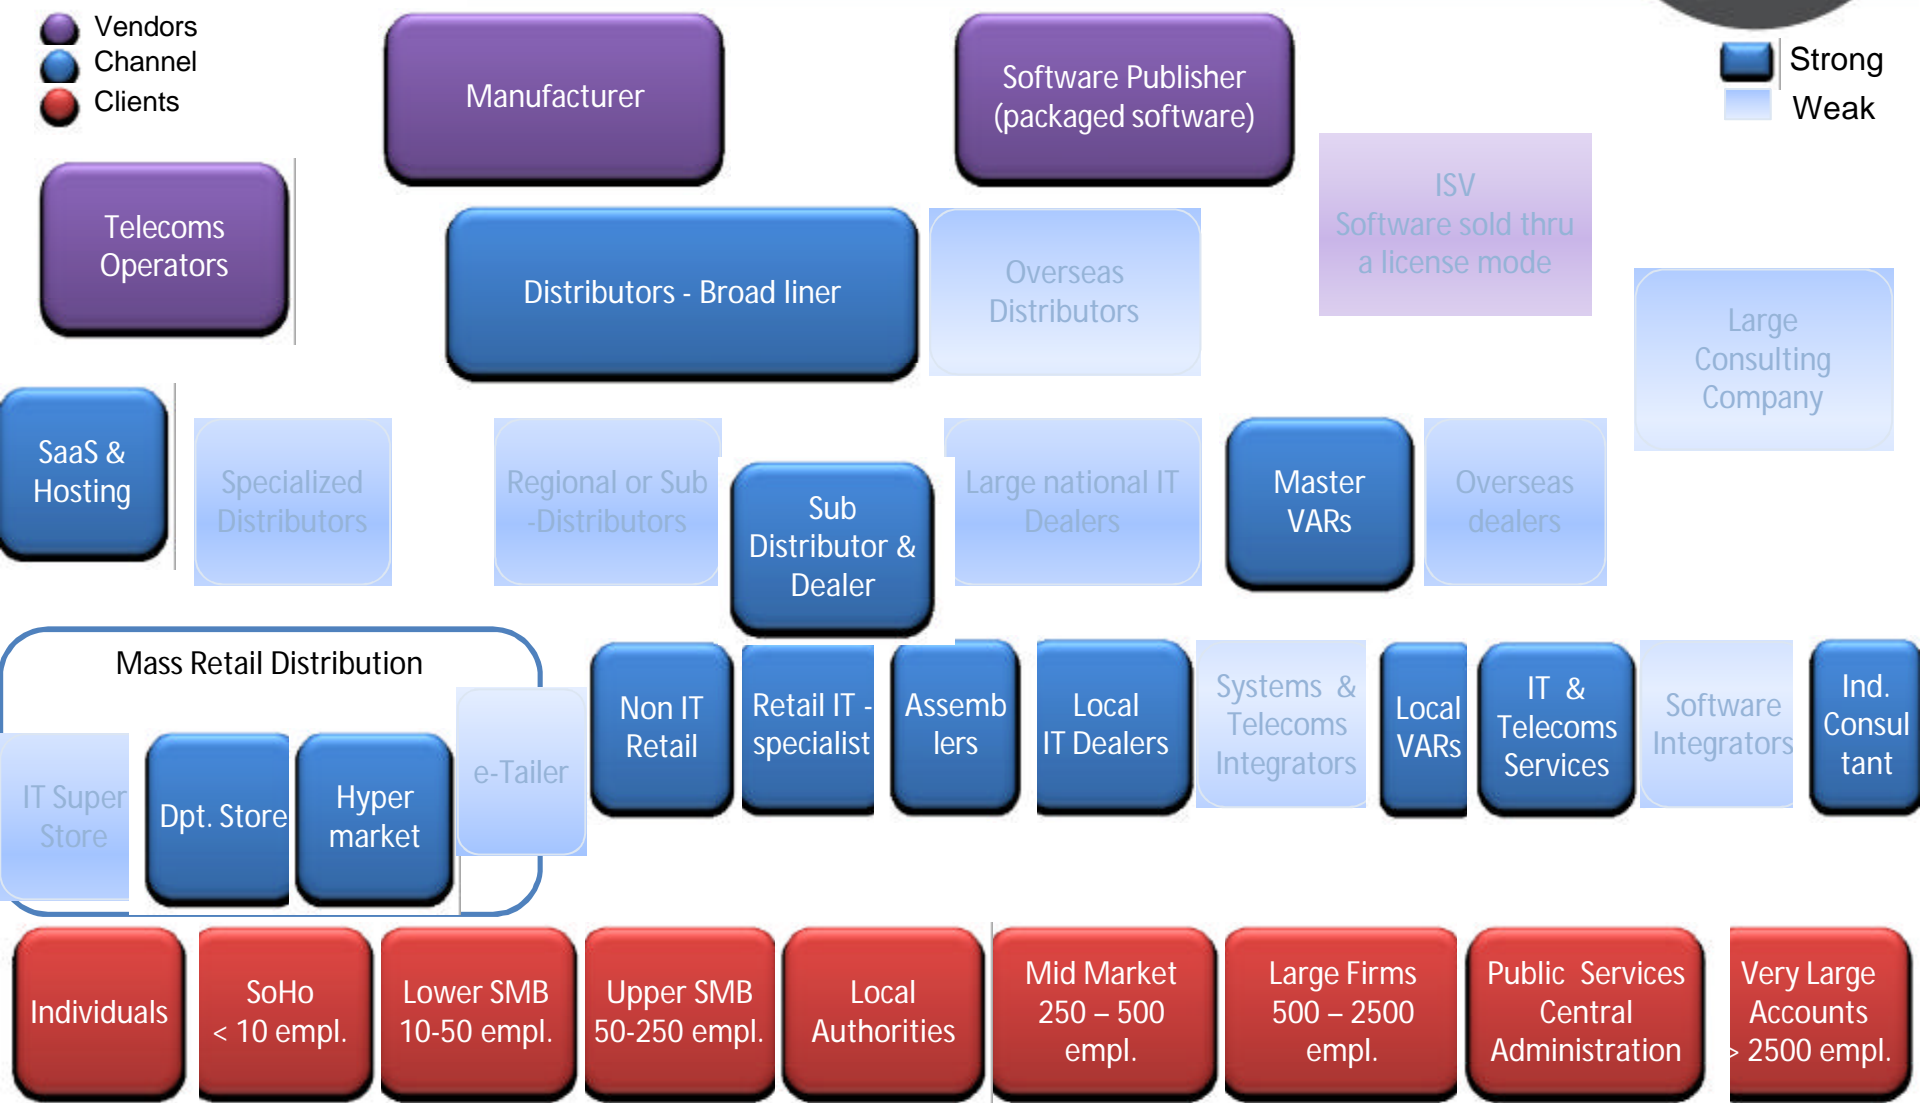 Vendors
Channel
Clients
Strong
Weak
Manufacturer
Software Publisher
(packaged software)
Telecoms
Operators
ISV
Software sold thru
a license mode
Distributors - Broad liner
Overseas
Distributors
Large
Consulting
Company
SaaS &
Hosting
Specialized
Distributors
Regional or Sub
-Distributors
Sub
Distributor &
Dealer
Large national IT
Dealers
Master
VARs
Overseas
dealers
Mass Retail Distribution
IT Super
Store
Dpt. Store
Hyper
market
e-Tailer
Non IT
Retail
Retail IT -
specialist
Assemb
lers
Local
IT Dealers
Systems &
Telecoms
Integrators
Local
VARs
IT &
Telecoms
Services
Software
Integrators
Ind.
Consul
tant
Individuals
SoHo
< 10 empl.
Lower SMB
10-50 empl.
Upper SMB
50-250 empl.
Local
Authorities
Mid Market
250 – 500
empl.
Large Firms
500 – 2500
empl.
Public Services
Central
Administration
Very Large
Accounts
> 2500 empl.